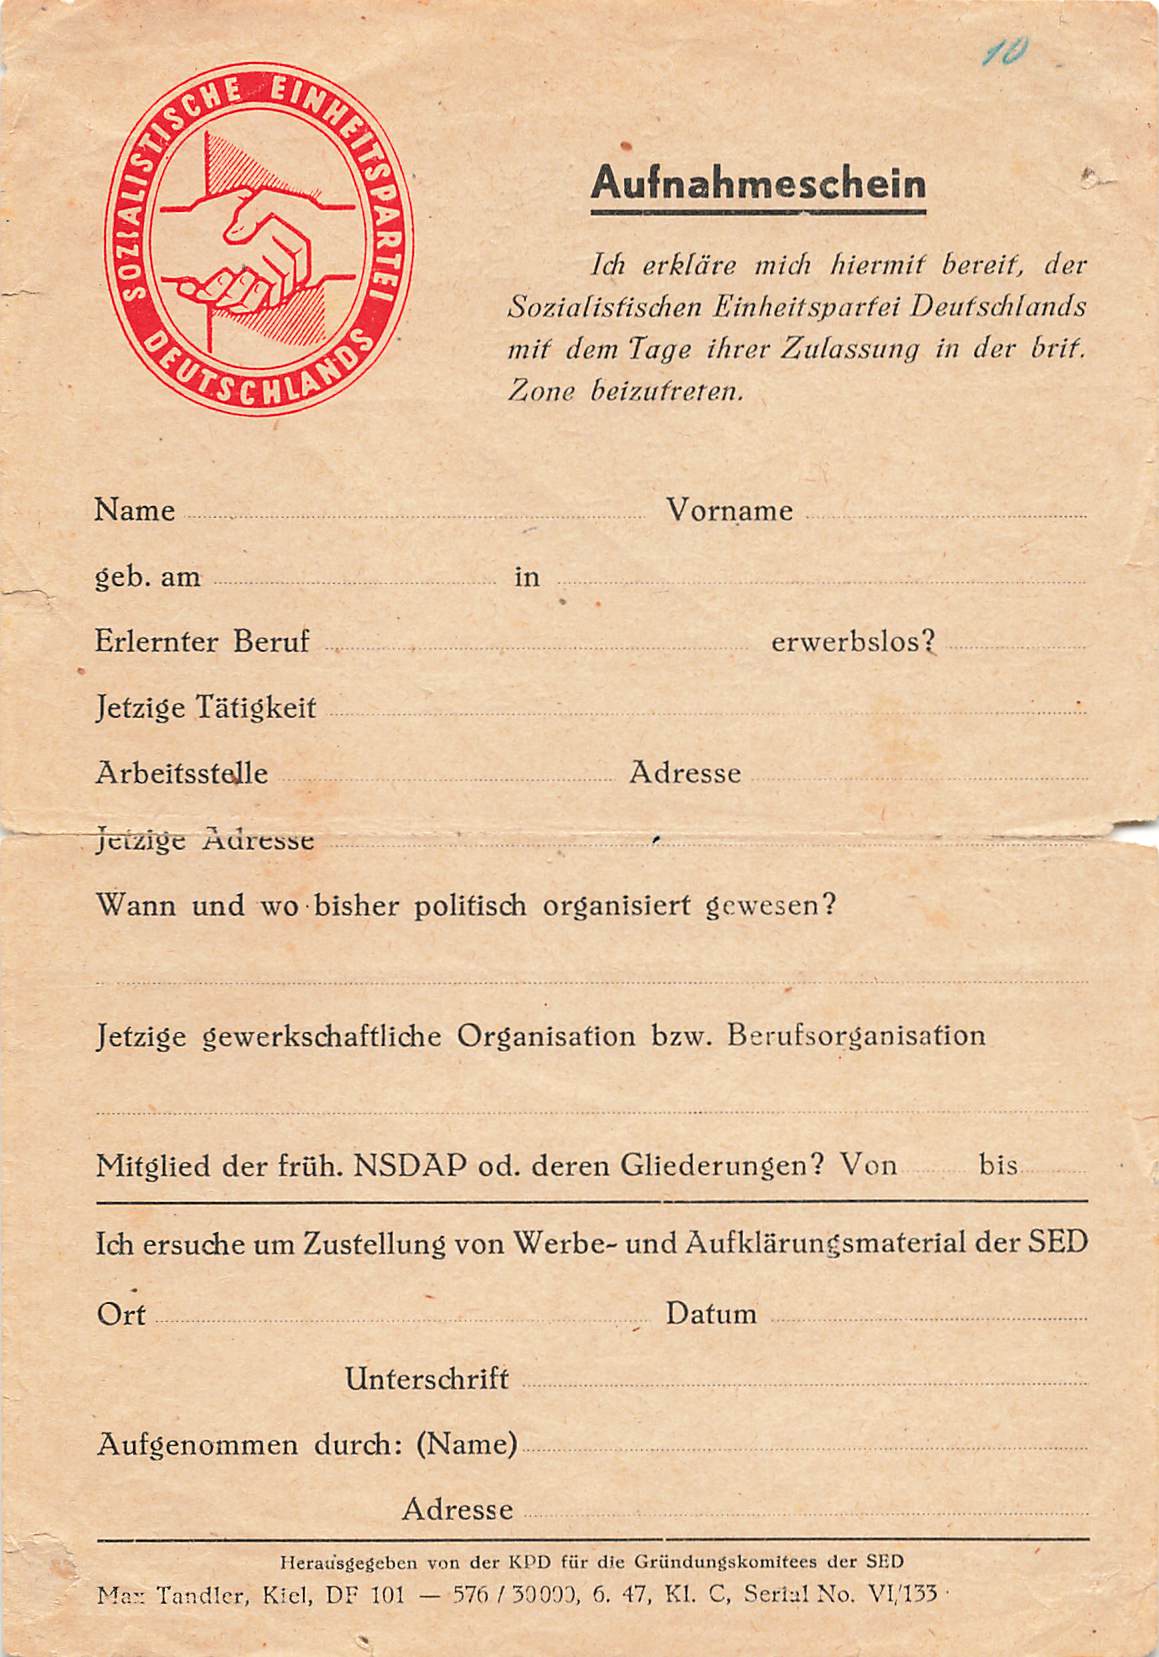 10
SOZIALISTISCHE EINHEITSPARTEI
DEUTSCHLANDS
Aufnahmeschein
Ich erkläre mich hiermit bereit, der
Sozialistischen Einheitspartei Deutschlands
mit dem Tage ihrer Zulassung in der brit.
Zone beizutreten.
Name Vorname
geb. am in
Erlernter Beruf erwerbslos?
Jetzige Tätigkeit
Arbeitsstelle Adresse
Jetzige Adresse
Wann und wo bisher politisch organisiert gewesen?
Jetzige gewerkschaftliche Organisation bzw. Berufsorganisation
Mitglied der früh. NSDAP od. deren Gliederungen? Von bis
Ich ersuche um Zustellung von Werbe- und Aufklärungsmaterial der SED
Ort Datum
Unterschrift
Aufgenommen durch: (Name)
Adresse
Herausgegeben von der KPD für die Gründungskomitees der SED
Max Tandler, Kiel, DF 101 — 576 / 30000, 6. 47, Kl. C, Serial No. VI/133